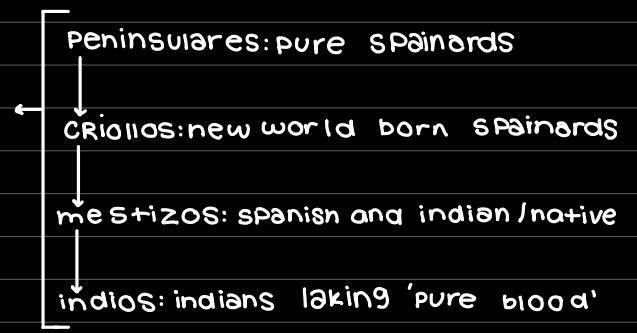 Peninsulares: pure spainards
criollos: new world born spainards
mestizos: spanish and indian/native
indios: indians laking 'pure blood'